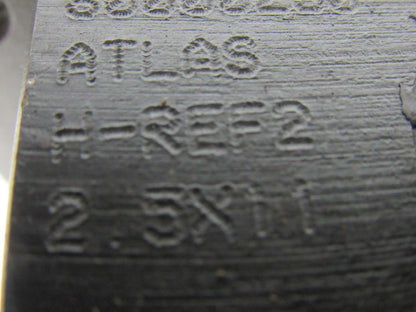 ATLAS
H-REF2
2.5X11